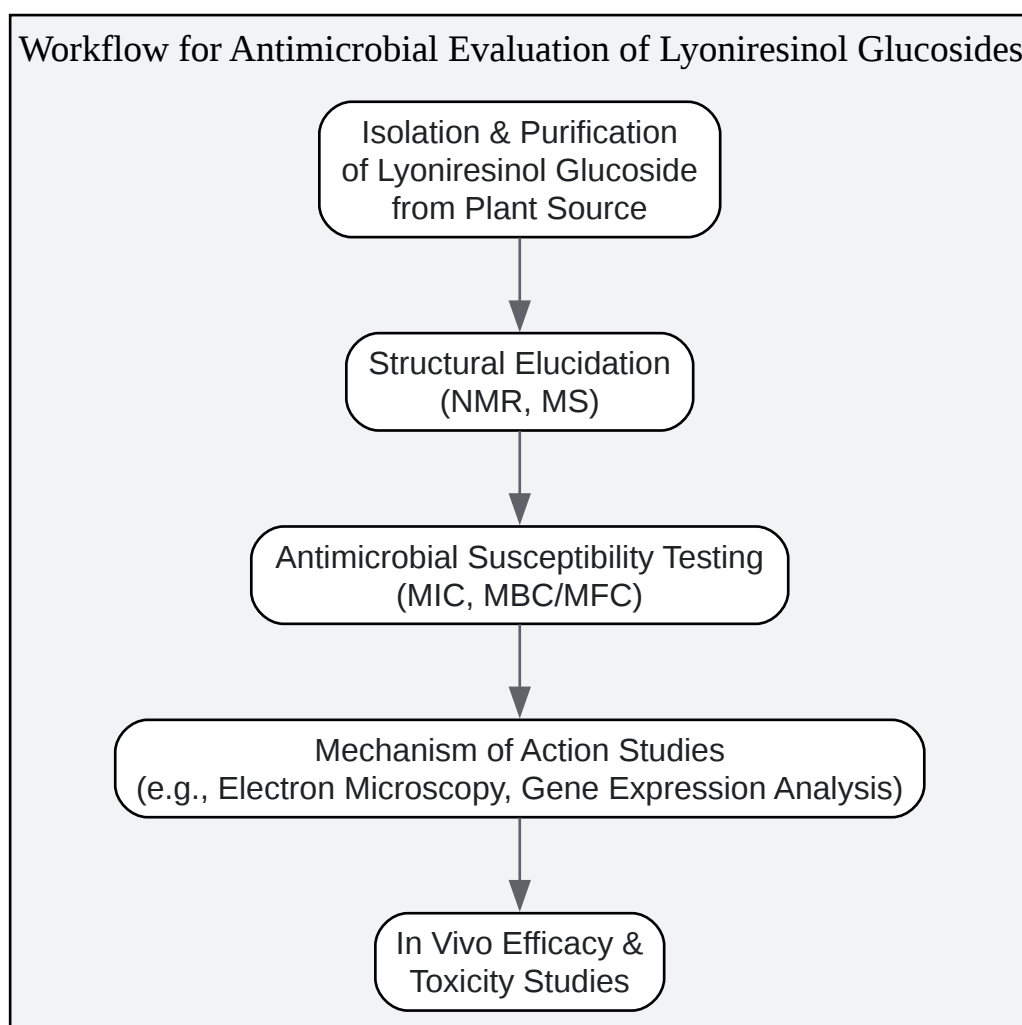 Workflow for Antimicrobial Evaluation of Lyoniresinol Glucosides
Isolation & Purification
of Lyoniresinol Glucoside
from Plant Source
Structural Elucidation
(NMR, MS)
Antimicrobial Susceptibility Testing
(MIC, MBC/MFC)
Mechanism of Action Studies
(e.g., Electron Microscopy, Gene Expression Analysis)
In Vivo Efficacy &
Toxicity Studies